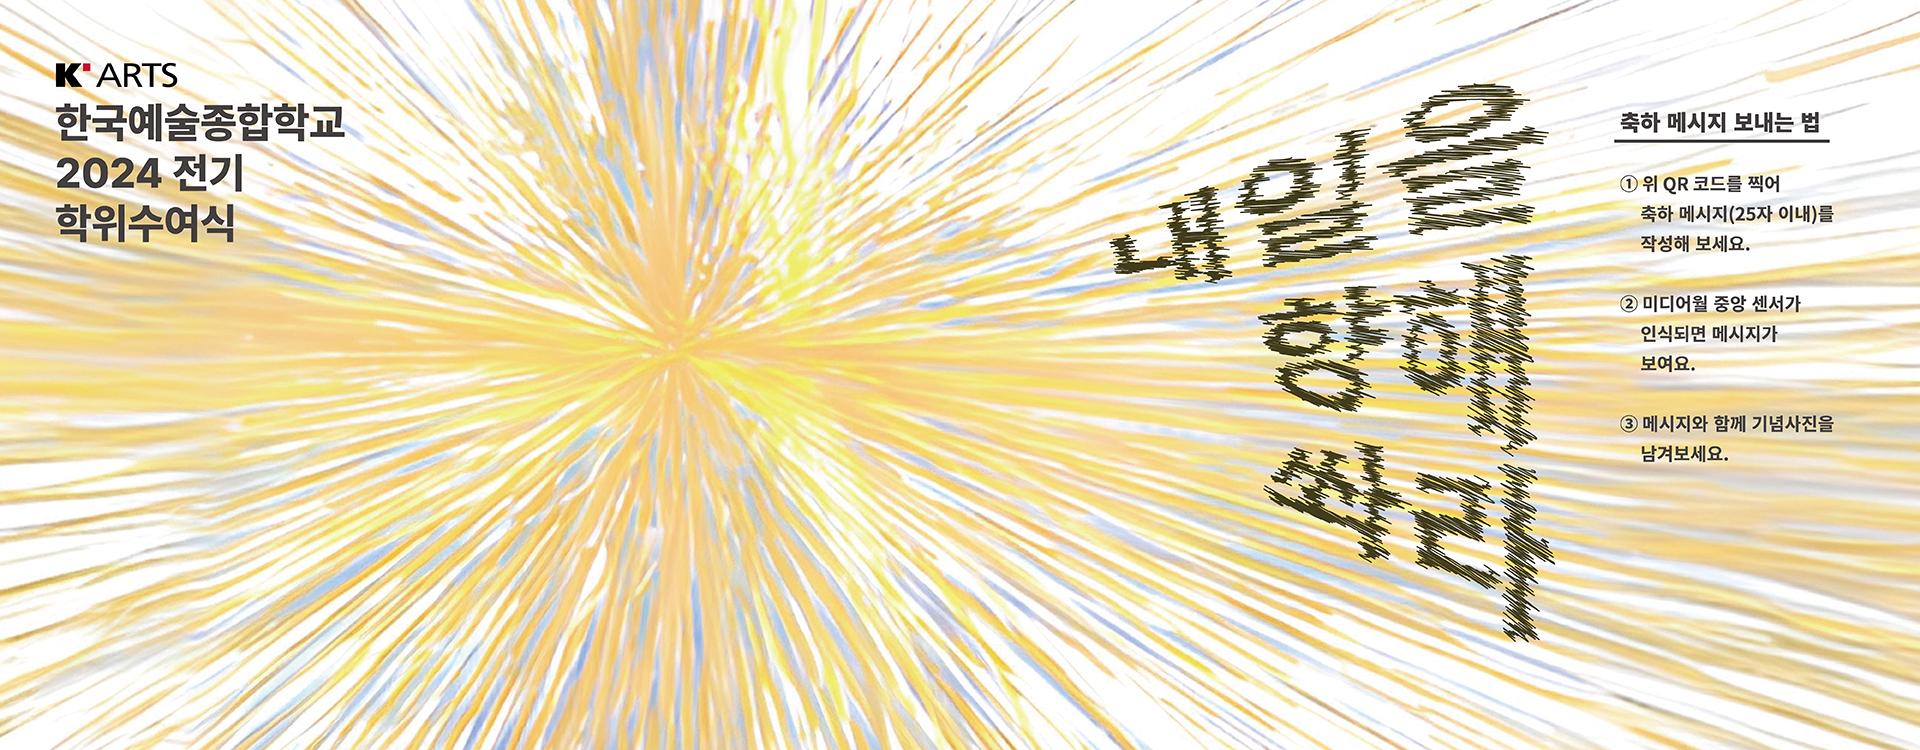 K'ARTS
한국예술종합학교
2024 전기
학위수여식
내일을
향해
쏴라
축하 메시지 보내는 법
① 위 QR 코드를 찍어
축하 메시지(25자 이내)를
작성해 보세요.
② 미디어월 중앙 센서가
인식되면 메시지가
보여요.
③ 메시지와 함께 기념사진을
남겨보세요.